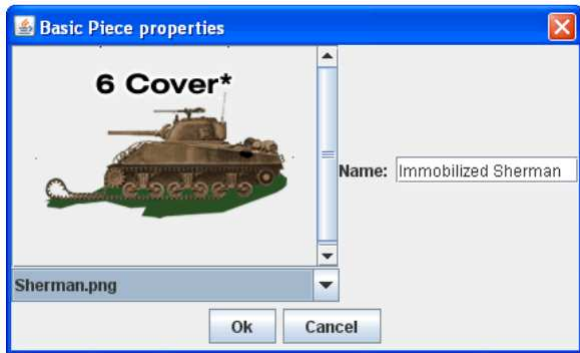 Basic Piece properties
6 Cover*
Name: Immobilized Sherman
Sherman.png
Ok Cancel